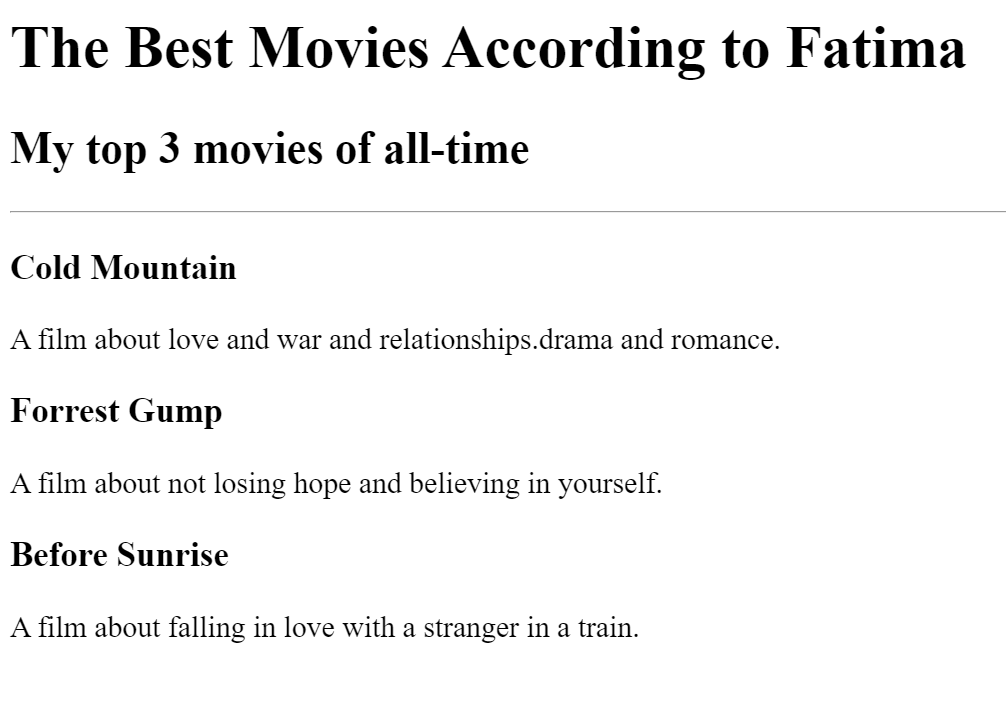 The Best Movies According to Fatima
My top 3 movies of all-time
Cold Mountain
A film about love and war and relationships.drama and romance.
Forrest Gump
A film about not losing hope and believing in yourself.
Before Sunrise
A film about falling in love with a stranger in a train.